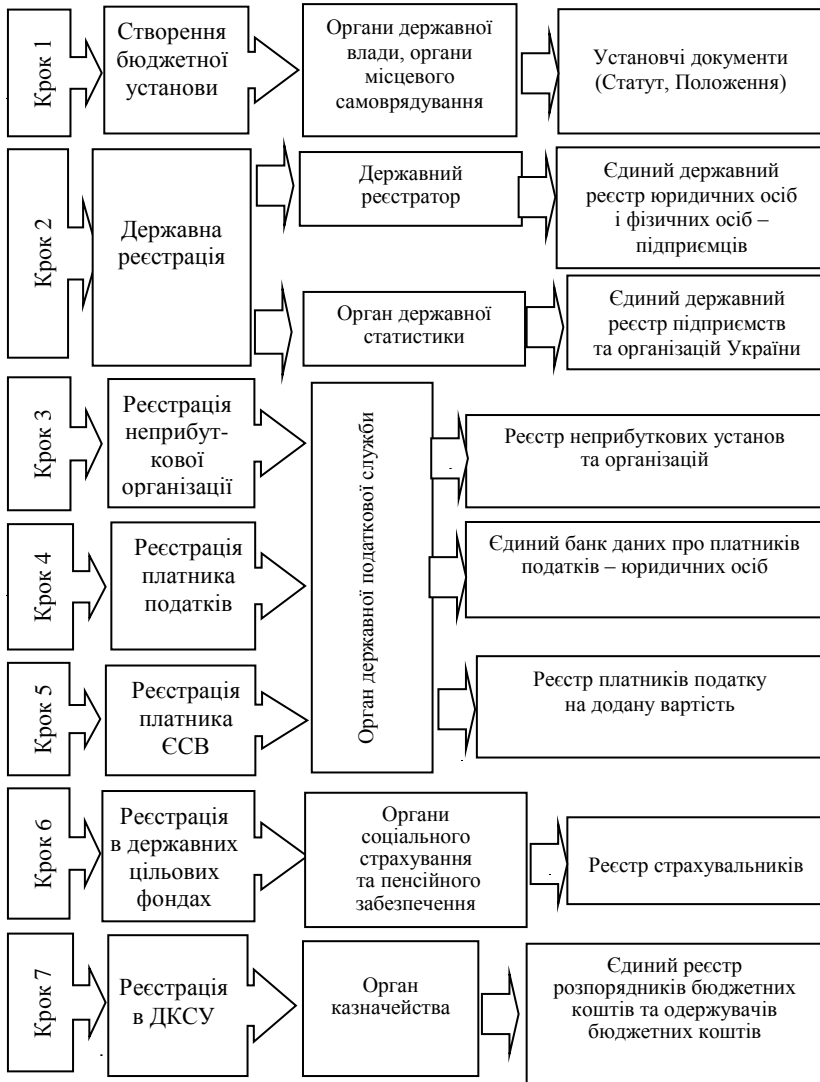 Крок 1
Створення
бюджетної
установи
Органи державної
влади, органи
місцевого
самоврядування
Установчі документи
(Статут, Положення)
Крок 2
Державна
реєстрація
Державний
реєстратор
Єдиний державний
реєстр юридичних осіб
і фізичних осіб –
підприємців
Орган державної
статистики
Єдиний державний
реєстр підприємств
та організацій України
Крок 3
Реєстрація
неприбут-
кової
організації
Орган державної податкової служби
Реєстр неприбуткових установ
та організацій
Крок 4
Реєстрація
платника
податків
Єдиний банк даних про платників
податків – юридичних осіб
Крок 5
Реєстрація
платника
ЄСВ
Реєстр платників податку
на додану вартість
Крок 6
Реєстрація
в державних
цільових
фондах
Органи
соціального
страхування
та пенсійного
забезпечення
Реєстр страхувальників
Крок 7
Реєстрація
в ДКСУ
Орган
казначейства
Єдиний реєстр
розпорядників бюджетних
коштів та одержувачів
бюджетних коштів